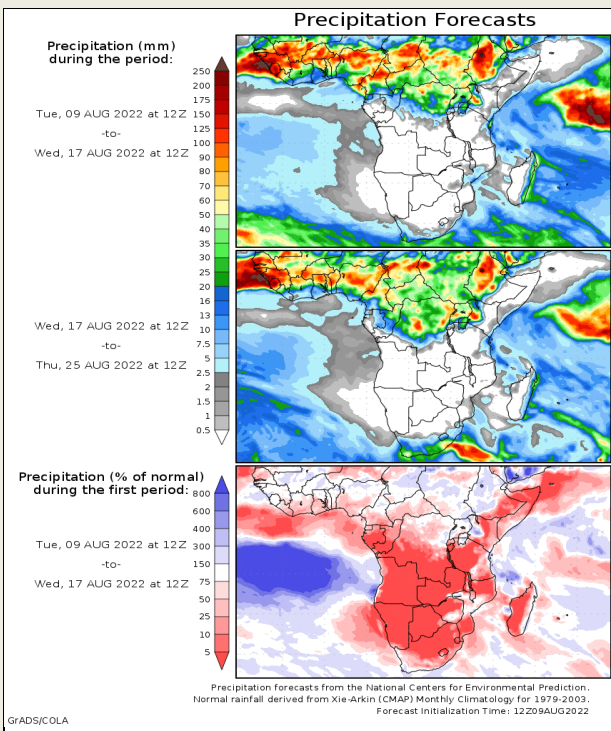 Precipitation Forecasts
Precipitation (mm)
during the period:
250
200
175
150
125
100
90
80
70
60
50
40
35
30
25
20
16
13
10
7.5
5
2.5
2
1.5
1
0.5
Tue, 09 AUG 2022 at 12Z
-to-
Wed, 17 AUG 2022 at 12Z
Wed, 17 AUG 2022 at 12Z
-to-
Thu, 25 AUG 2022 at 12Z
Precipitation (% of normal)
during the first period:
800
600
400
300
150
75
50
25
10
5
Tue, 09 AUG 2022 at 12Z
-to-
Wed, 17 AUG 2022 at 12Z
Precipitation forecasts from the National Centers for Environmental Prediction.
Normal rainfall derived from Xie-Arkin (CMAP) Monthly Climatology for 1979-2003.
Forecast Initialization Time: 12Z09AUG2022
GrADS/COLA